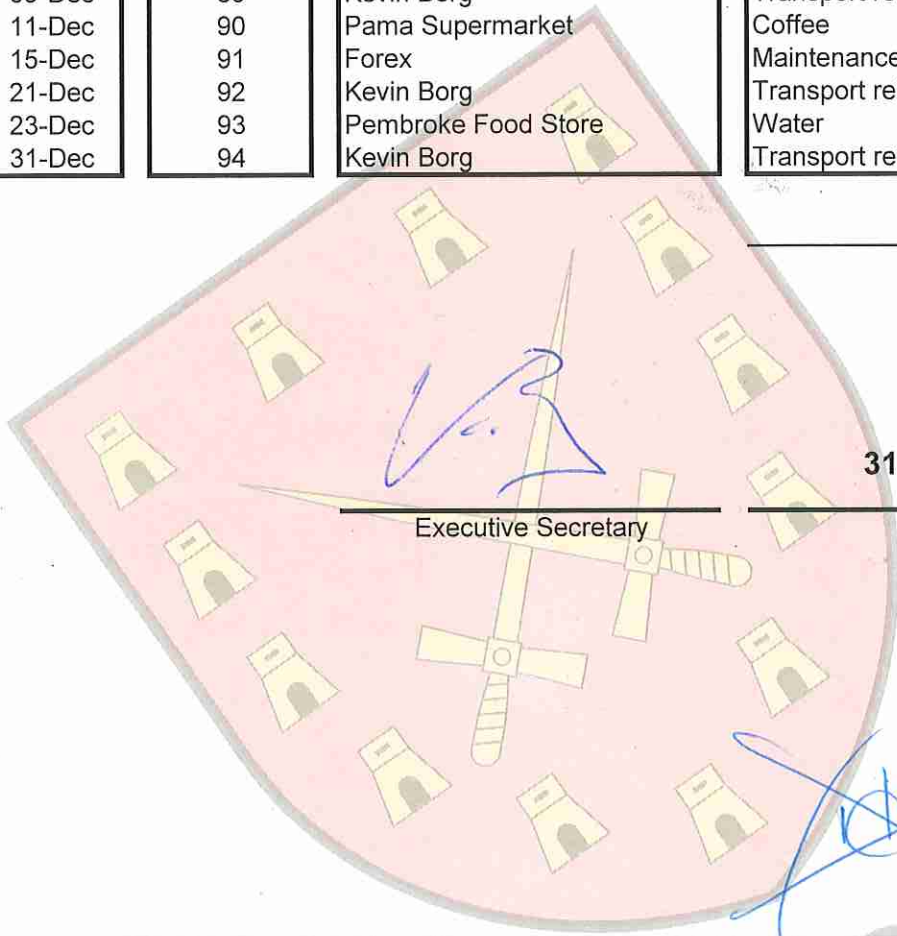 11-Dec 90 Pama Supermarket Coffee
15-Dec 91 Forex Maintenance
21-Dec 92 Kevin Borg Transport re
23-Dec 93 Pembroke Food Store Water
31-Dec 94 Kevin Borg Transport re
31
Executive Secretary